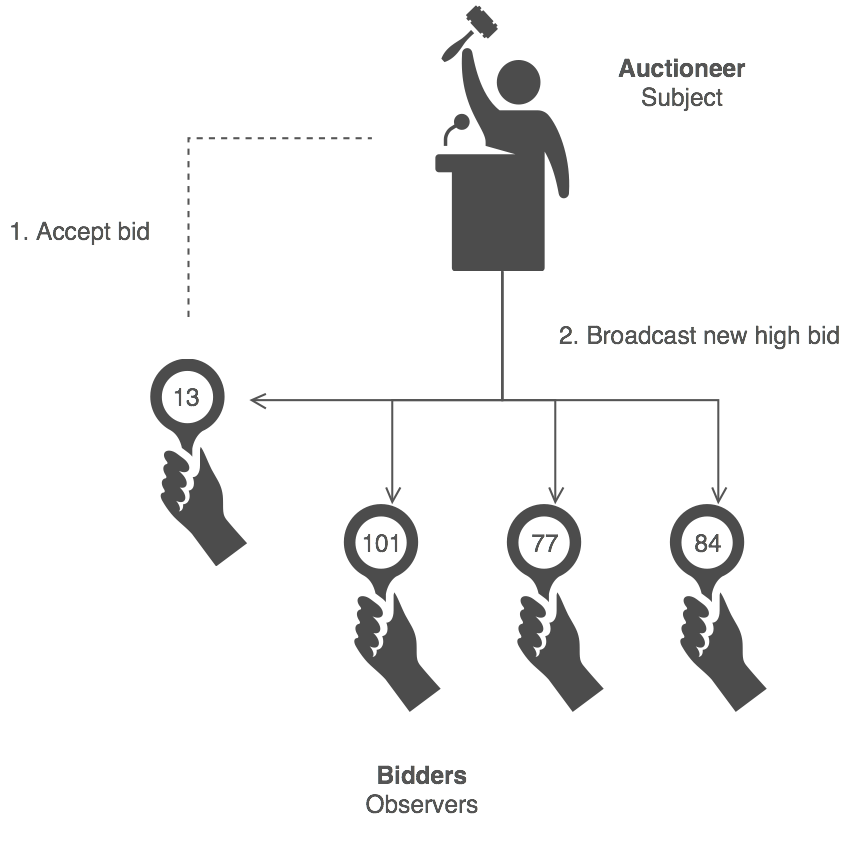 Auctioneer
Subject
1. Accept bid
2. Broadcast new high bid
13
101
77
84
Bidders
Observers